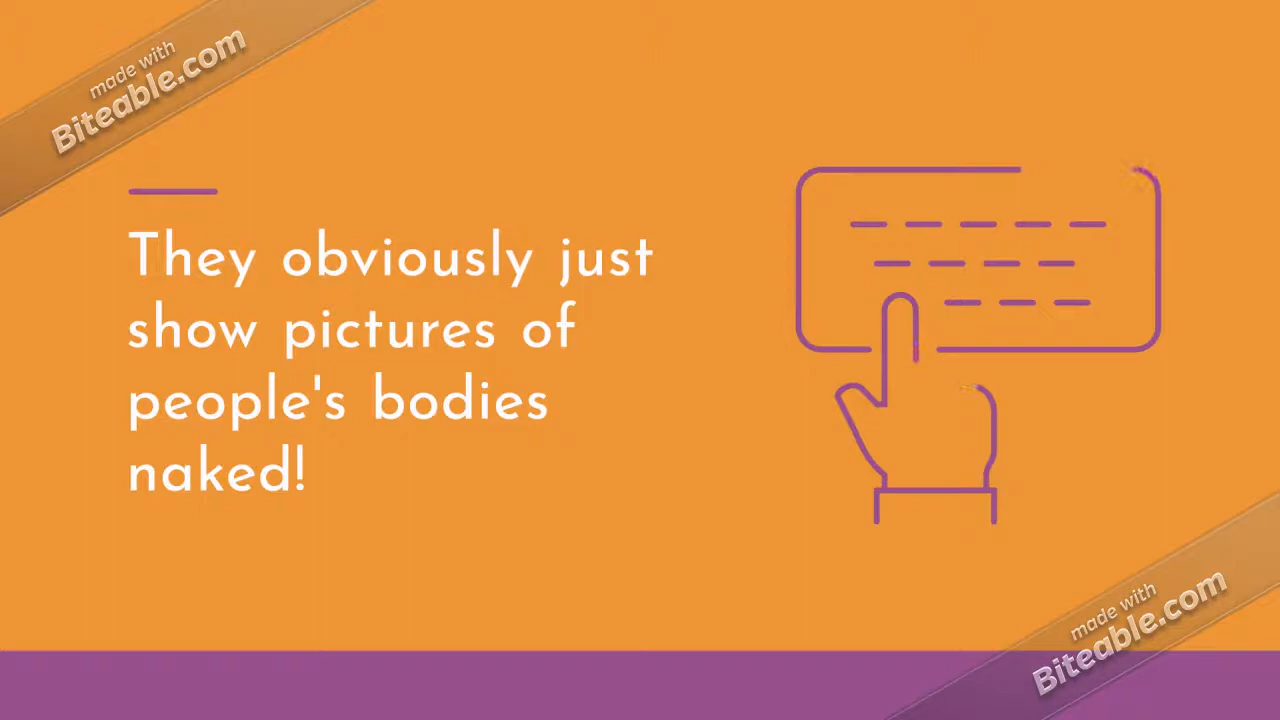 made with
Biteable.com
They obviously just
show pictures of
people's bodies
naked!
made with
Biteable.com